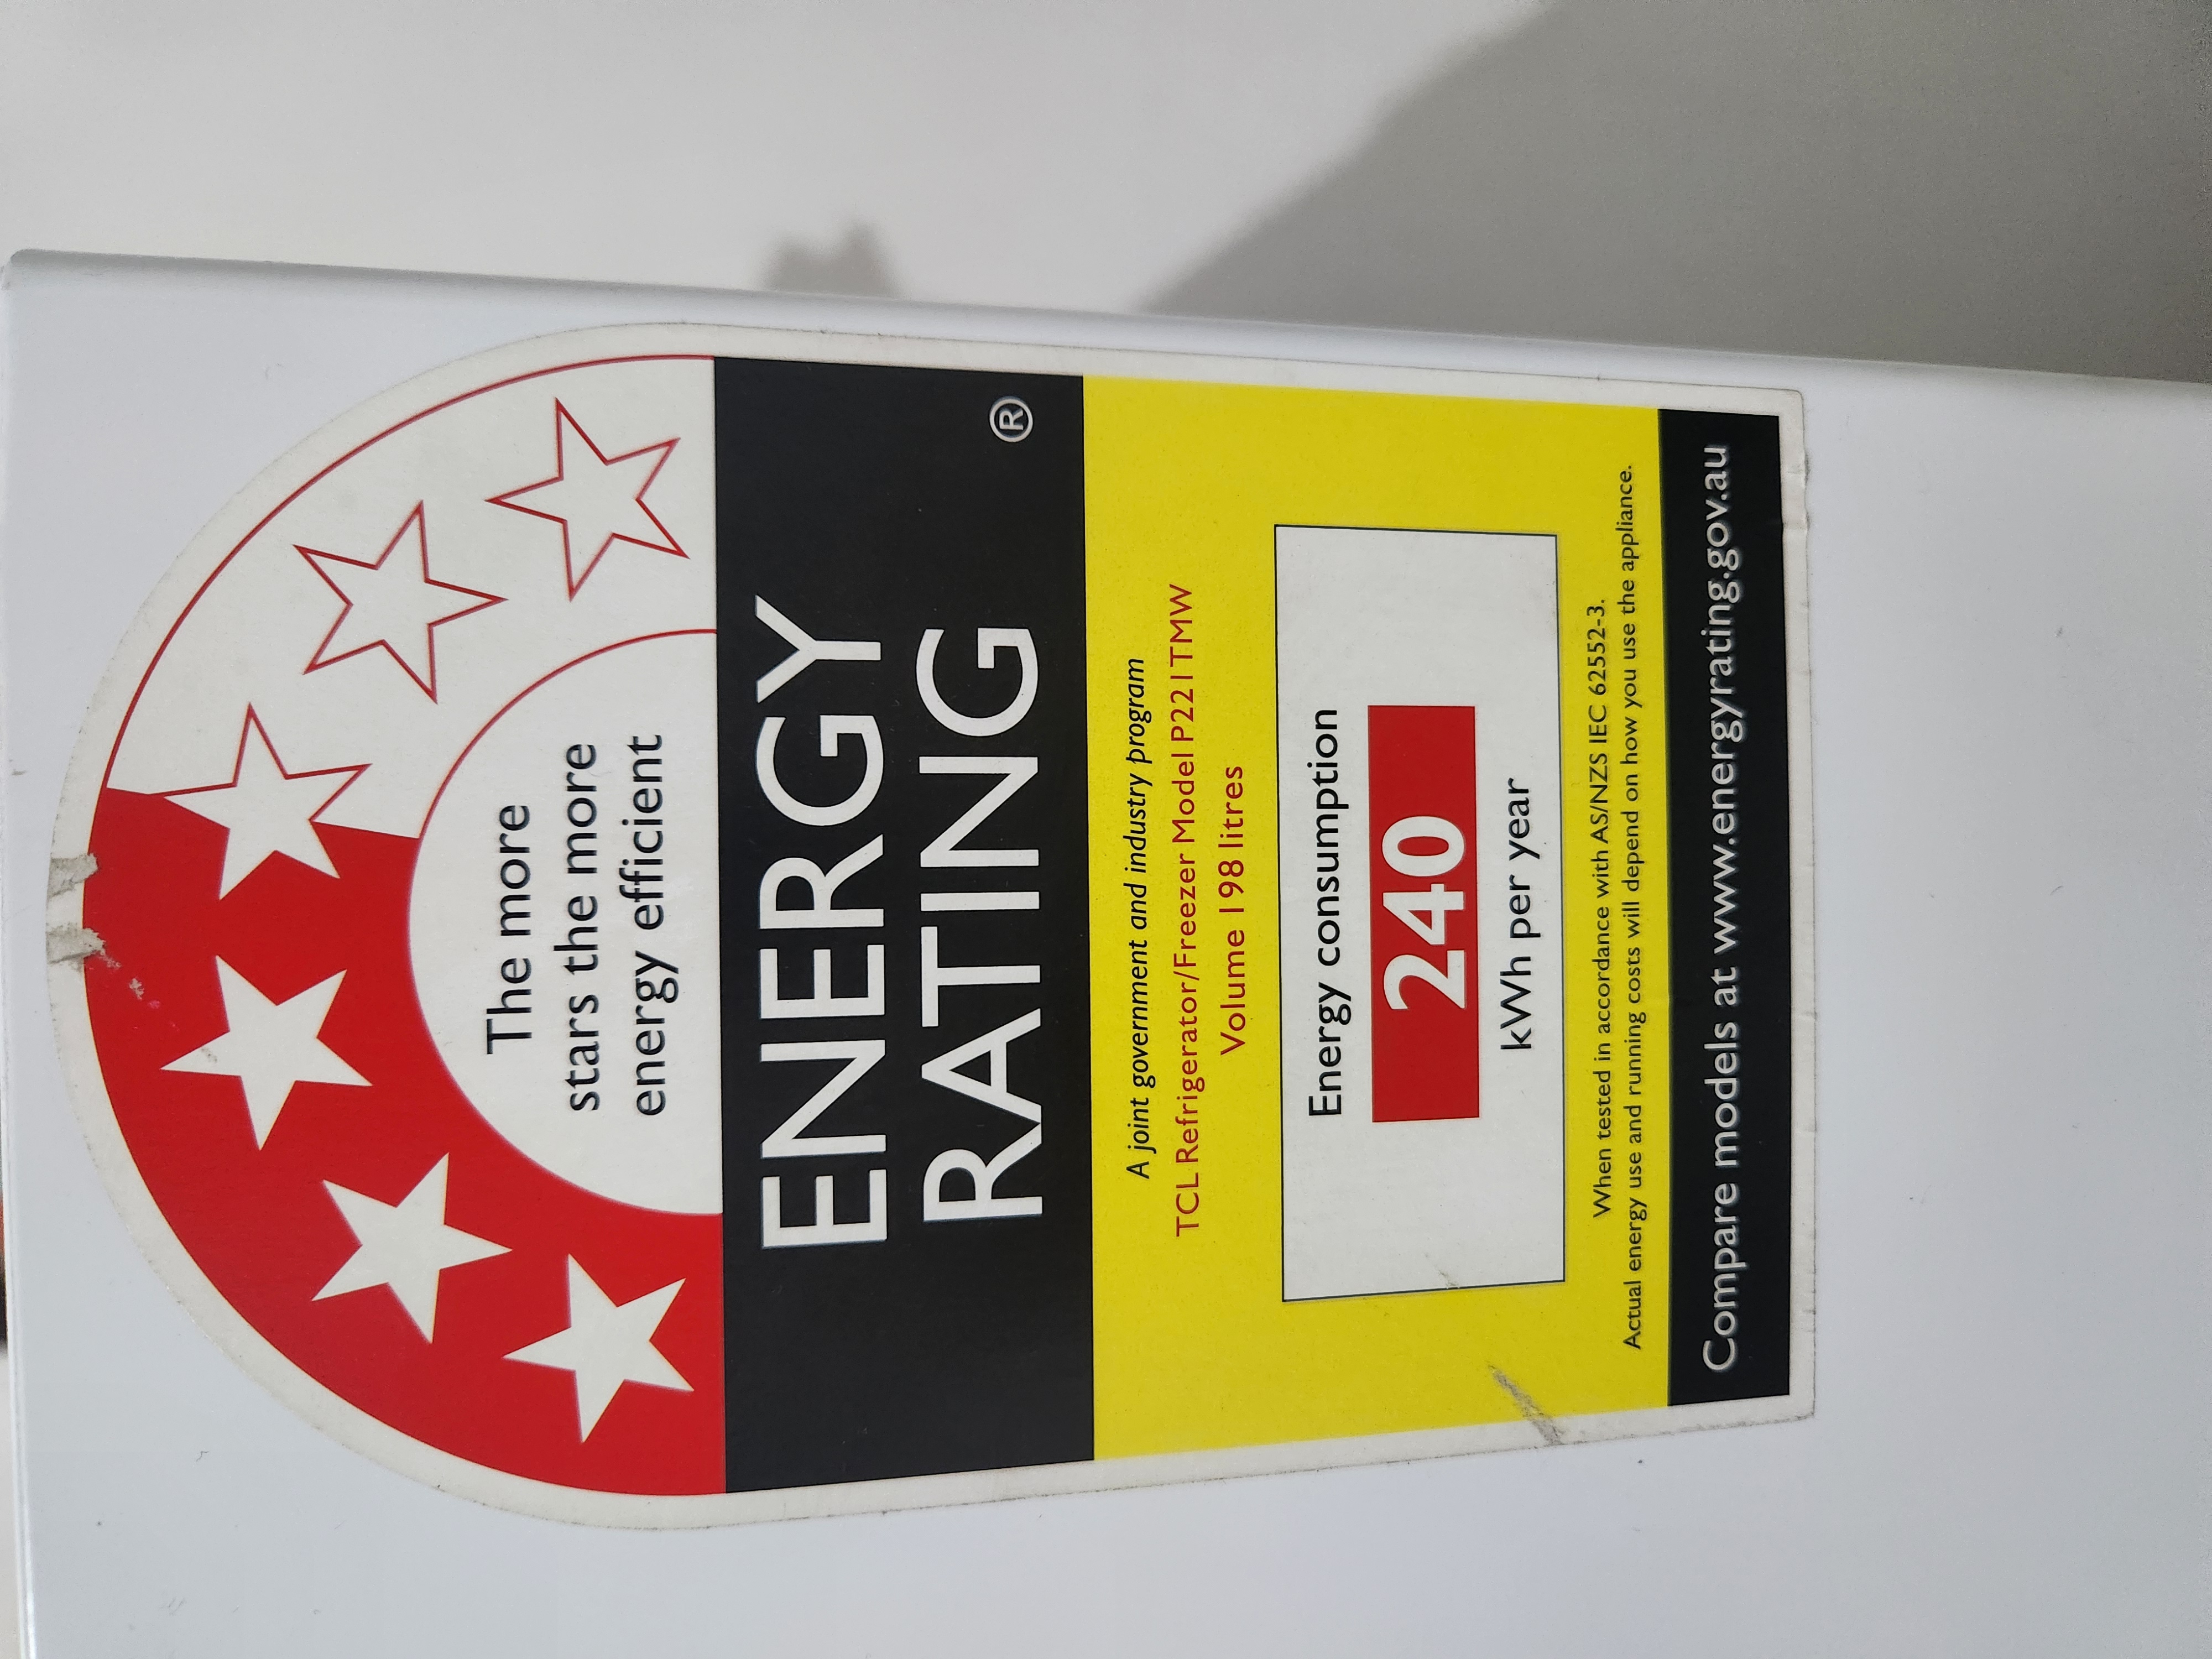 The more
stars the more
energy efficient
ENERGY
RATING ®
A joint government and industry program
TCL Refrigerator/Freezer Model P221TMW
Volume 198 litres
Energy consumption
240
kWh per year
When tested in accordance with AS/NZS IEC 62552-3.
Actual energy use and running costs will depend on how you use the appliance.
Compare models at www.energyrating.gov.au